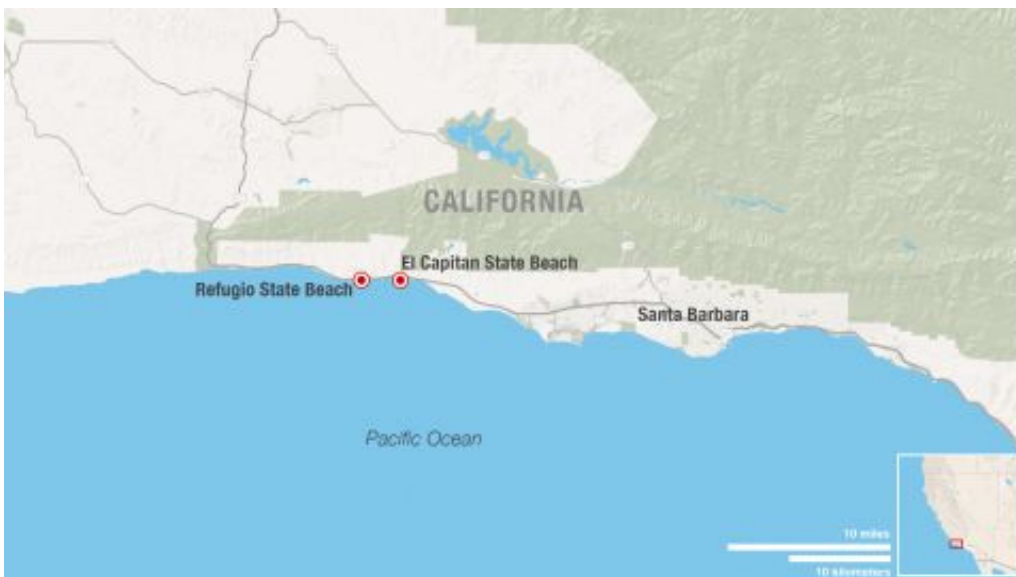 CALIFORNIA
El Capitan State Beach
Refugio State Beach
Santa Barbara
Pacific Ocean
10 miles
10 kilometers